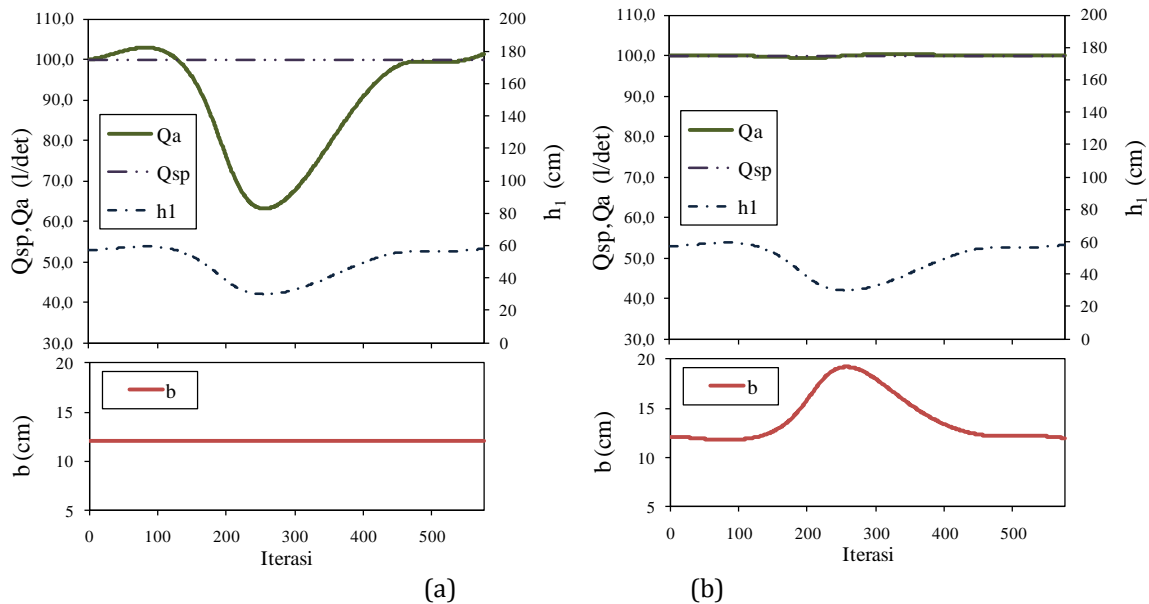 110,0
100,0
90,0
80,0
70,0
60,0
50,0
40,0
30,0
Qsp,Qa (l/det)
Qa
Qsp
h1
200
180
160
140
120
100
80
60
40
20
0
h₁ (cm)
20
15
10
5
b (cm)
b
0 100 200 300 400 500
Iterasi
(a)
110,0
100,0
90,0
80,0
70,0
60,0
50,0
40,0
30,0
Qsp,Qa (l/det)
Qa
Qsp
h1
200
180
160
140
120
100
80
60
40
20
0
h₁ (cm)
20
15
10
5
b (cm)
b
0 100 200 300 400 500
Iterasi
(b)